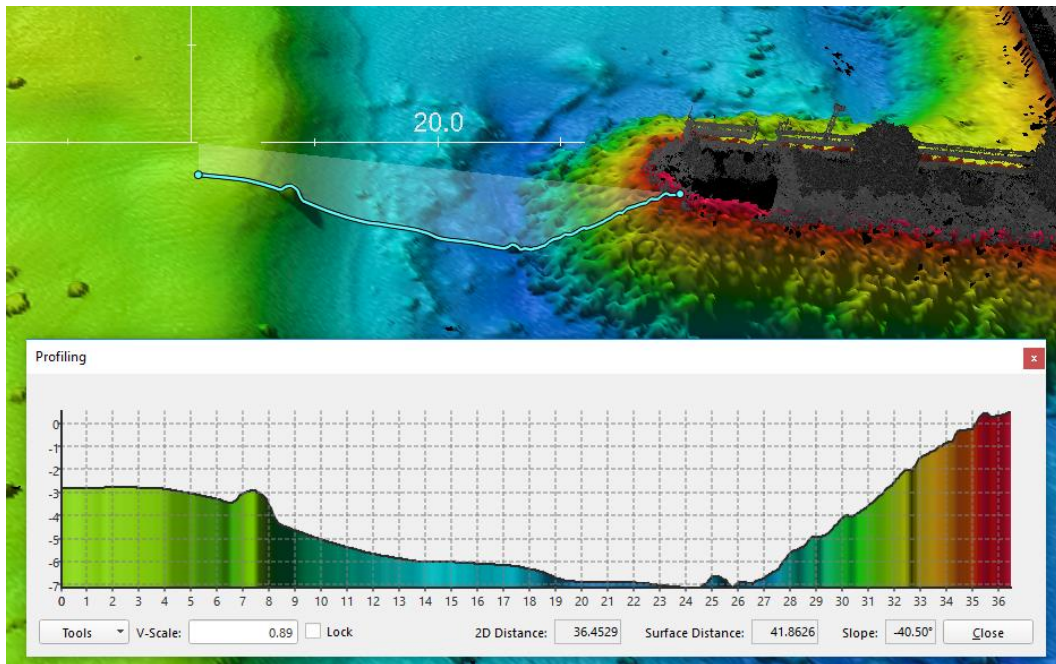 20.0
Profiling
x
0
-1
-2
-3
-4
-5
-6
-7
0 1 2 3 4 5 6 7 8 9 10 11 12 13 14 15 16 17 18 19 20 21 22 23 24 25 26 27 28 29 30 31 32 33 34 35 36
Tools V-Scale: 0.89 Lock 2D Distance: 36.4529 Surface Distance: 41.8626 Slope: -40.50° Close